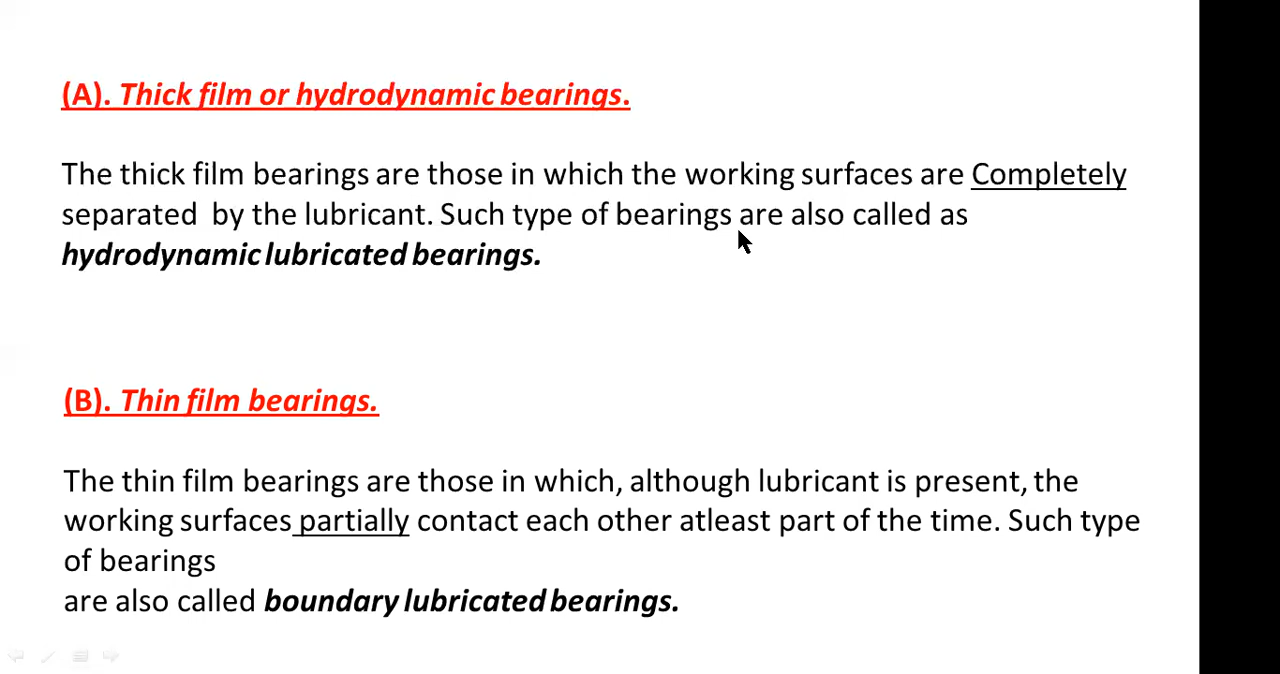 (A). Thick film or hydrodynamic bearings.
The thick film bearings are those in which the working surfaces are Completely
separated by the lubricant. Such type of bearings are also called as
hydrodynamic lubricated bearings.
(B). Thin film bearings.
The thin film bearings are those in which, although lubricant is present, the
working surfaces partially contact each other atleast part of the time. Such type
of bearings
are also called boundary lubricated bearings.